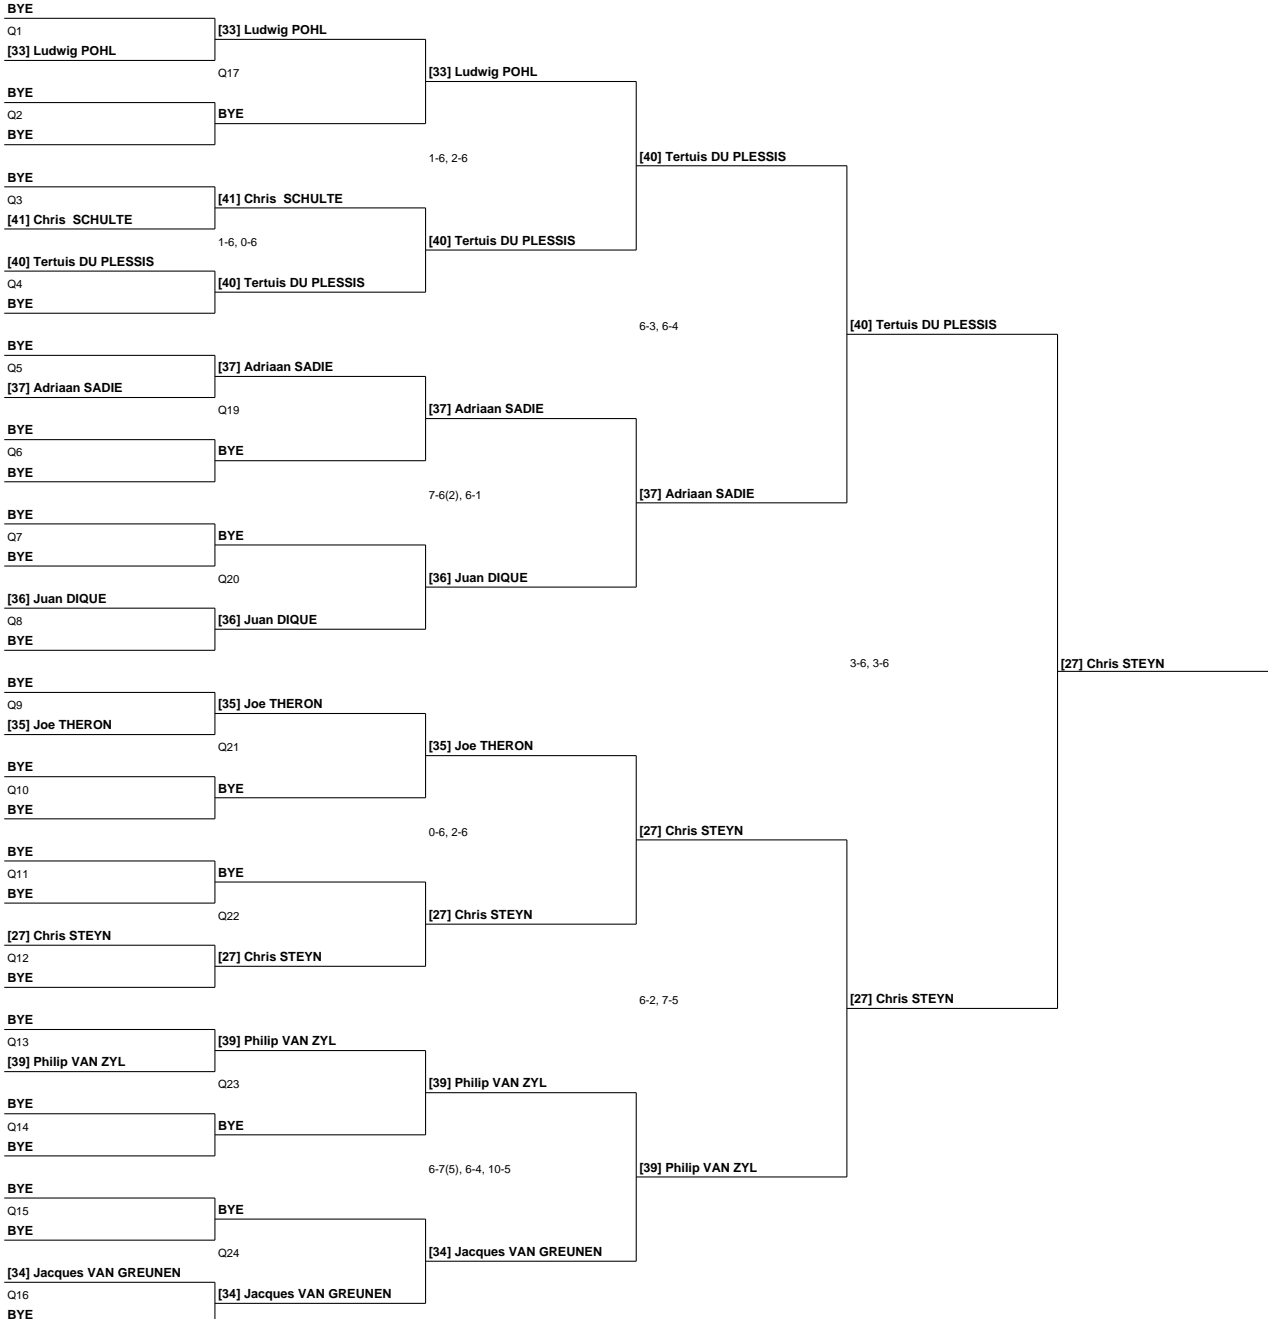 BYE
Q1
[33] Ludwig POHL
[33] Ludwig POHL
Q17
[33] Ludwig POHL
BYE
Q2
BYE
BYE
1-6, 2-6
[40] Tertuis DU PLESSIS
BYE
Q3
[41] Chris  SCHULTE
[41] Chris  SCHULTE
1-6, 0-6
[40] Tertuis DU PLESSIS
[40] Tertuis DU PLESSIS
Q4
[40] Tertuis DU PLESSIS
BYE
6-3, 6-4
[40] Tertuis DU PLESSIS
BYE
Q5
[37] Adriaan SADIE
[37] Adriaan SADIE
Q19
[37] Adriaan SADIE
BYE
Q6
BYE
BYE
7-6(2), 6-1
[37] Adriaan SADIE
BYE
Q7
BYE
BYE
Q20
[36] Juan DIQUE
[36] Juan DIQUE
Q8
[36] Juan DIQUE
BYE
3-6, 3-6
[27] Chris STEYN
BYE
Q9
[35] Joe THERON
[35] Joe THERON
Q21
[35] Joe THERON
BYE
Q10
BYE
BYE
0-6, 2-6
[27] Chris STEYN
BYE
Q11
BYE
BYE
Q22
[27] Chris STEYN
[27] Chris STEYN
Q12
[27] Chris STEYN
BYE
6-2, 7-5
[27] Chris STEYN
BYE
Q13
[39] Philip VAN ZYL
[39] Philip VAN ZYL
Q23
[39] Philip VAN ZYL
BYE
Q14
BYE
BYE
6-7(5), 6-4, 10-5
[39] Philip VAN ZYL
BYE
Q15
BYE
BYE
Q24
[34] Jacques VAN GREUNEN
[34] Jacques VAN GREUNEN
Q16
[34] Jacques VAN GREUNEN
BYE